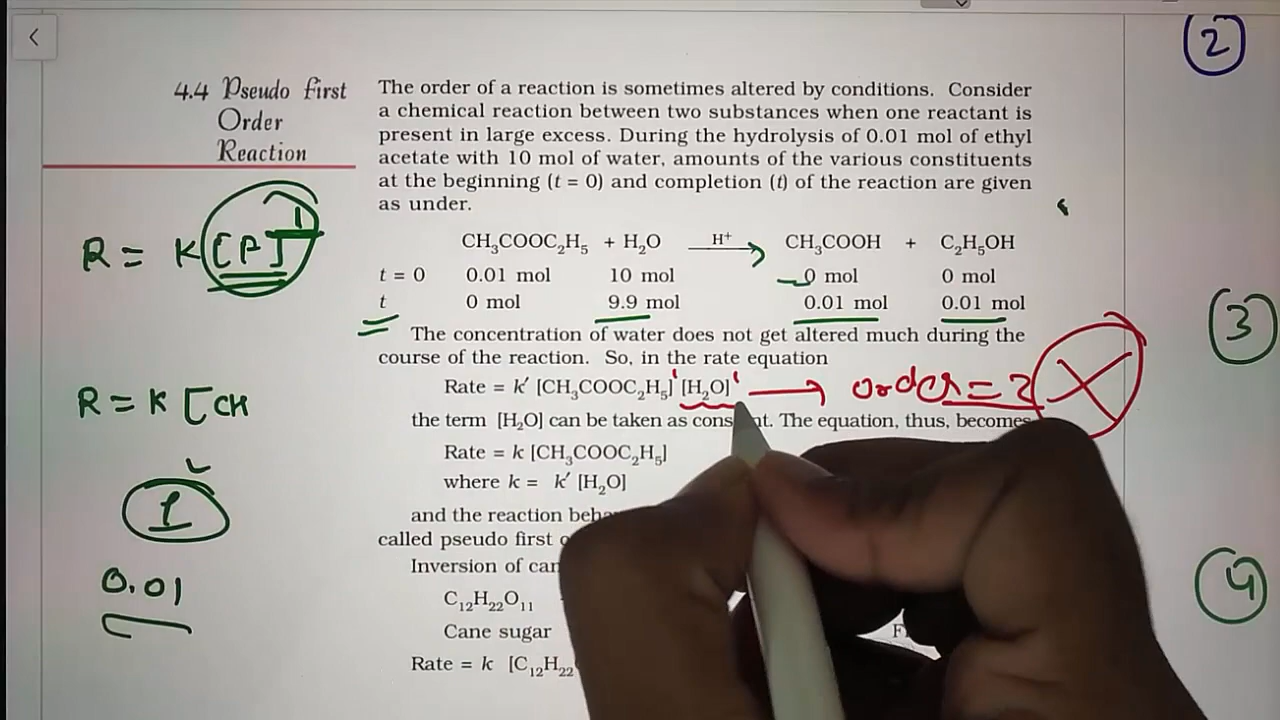 2
<
4.4 Pseudo First
Order
Reaction
The order of a reaction is sometimes altered by conditions. Consider
a chemical reaction between two substances when one reactant is
present in large excess. During the hydrolysis of 0.01 mol of ethyl
acetate with 10 mol of water, amounts of the various constituents
at the beginning (t = 0) and completion (t) of the reaction are given
as under.
R = K[P]¹
CH₃COOC₂H₅ + H₂O H⁺ CH₃COOH + C₂H₅OH
t = 0 0.01 mol 10 mol 0 mol 0 mol
t 0 mol 9.9 mol 0.01 mol 0.01 mol
3
The concentration of water does not get altered much during the
course of the reaction. So, in the rate equation
Rate = k′ [CH₃COOC₂H₅]' [H₂O]' → order = 2
R = K [CH
the term [H₂O] can be taken as The equation, thus, becomes
Rate = k [CH₃COOC₂H₅]
where k = k′ [H₂O]
1
and the reaction
called pseudo first
Inversion of
0.01
4
C₁₂H₂₂O₁₁
Cane sugar
Rate = k [C₁₂H₂₂